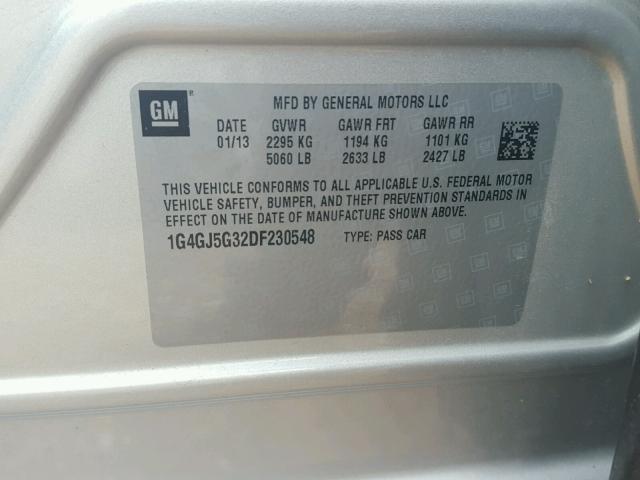 GM
®
MFD BY GENERAL MOTORS LLC
DATE GVWR GAWR FRT GAWR RR
01/13 2295 KG 1194 KG 1101 KG
5060 LB 2633 LB 2427 LB
THIS VEHICLE CONFORMS TO ALL APPLICABLE U.S. FEDERAL MOTOR
VEHICLE SAFETY, BUMPER, AND THEFT PREVENTION STANDARDS IN
EFFECT ON THE DATE OF MANUFACTURE SHOWN ABOVE.
1G4GJ5G32DF230548 TYPE: PASS CAR